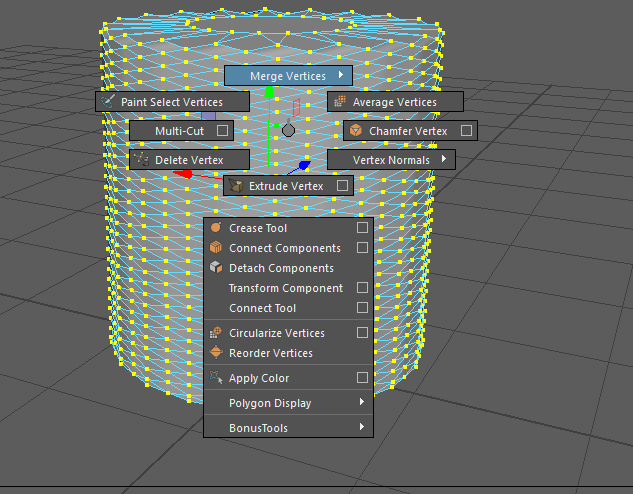 Merge Vertices
Paint Select Vertices
Average Vertices
Multi-Cut
Chamfer Vertex
Delete Vertex
Vertex Normals
Extrude Vertex
Crease Tool
Connect Components
Detach Components
Transform Component
Connect Tool
Circularize Vertices
Reorder Vertices
Apply Color
Polygon Display
BonusTools